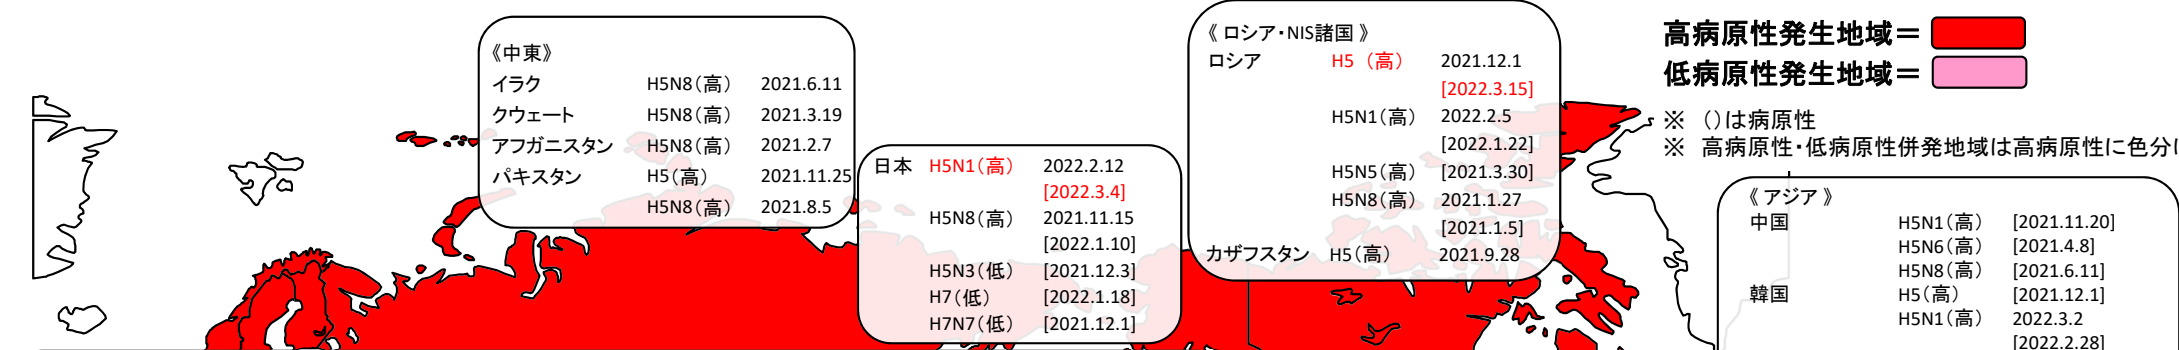 《中東》
イラク H5N8(高) 2021.6.11
クウェート H5N8(高) 2021.3.19
アフガニスタン H5N8(高) 2021.2.7
パキスタン H5(高) 2021.11.25
H5N8(高) 2021.8.5
日本 H5N1(高) 2022.2.12
[2022.3.4]
H5N8(高) 2021.11.15
[2022.1.10]
H5N3(低) [2021.12.3]
H7(低) [2022.1.18]
H7N7(低) [2021.12.1]
《 ロシア・NIS諸国 》
ロシア H5 (高) 2021.12.1
[2022.3.15]
H5N1(高) 2022.2.5
[2022.1.22]
H5N5(高) [2021.3.30]
H5N8(高) 2021.1.27
[2021.1.5]
カザフスタン H5(高) 2021.9.28
高病原性発生地域=
低病原性発生地域=
※ ()は病原性
※ 高病原性・低病原性併発地域は高病原性に色分け
《 アジア 》
中国 H5N1(高) [2021.11.20]
H5N6(高) [2021.4.8]
H5N8(高) [2021.6.11]
韓国 H5(高) [2021.12.1]
H5N1(高) 2022.3.2
[2022.2.28]